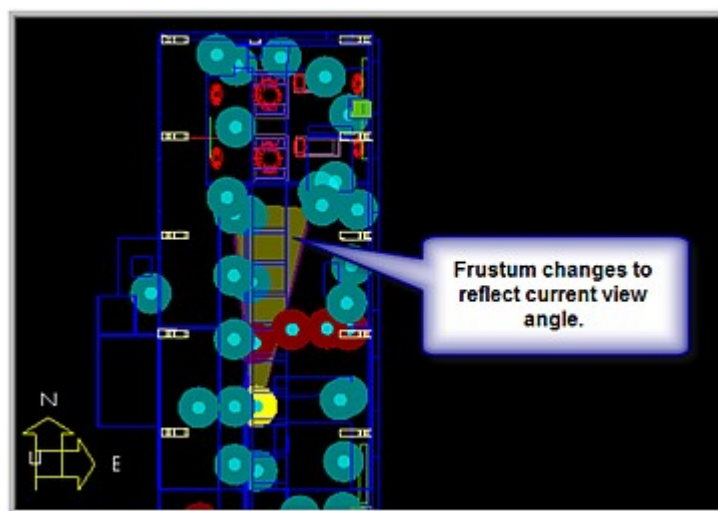 Frustum changes to
reflect current view
angle.
N
U
E